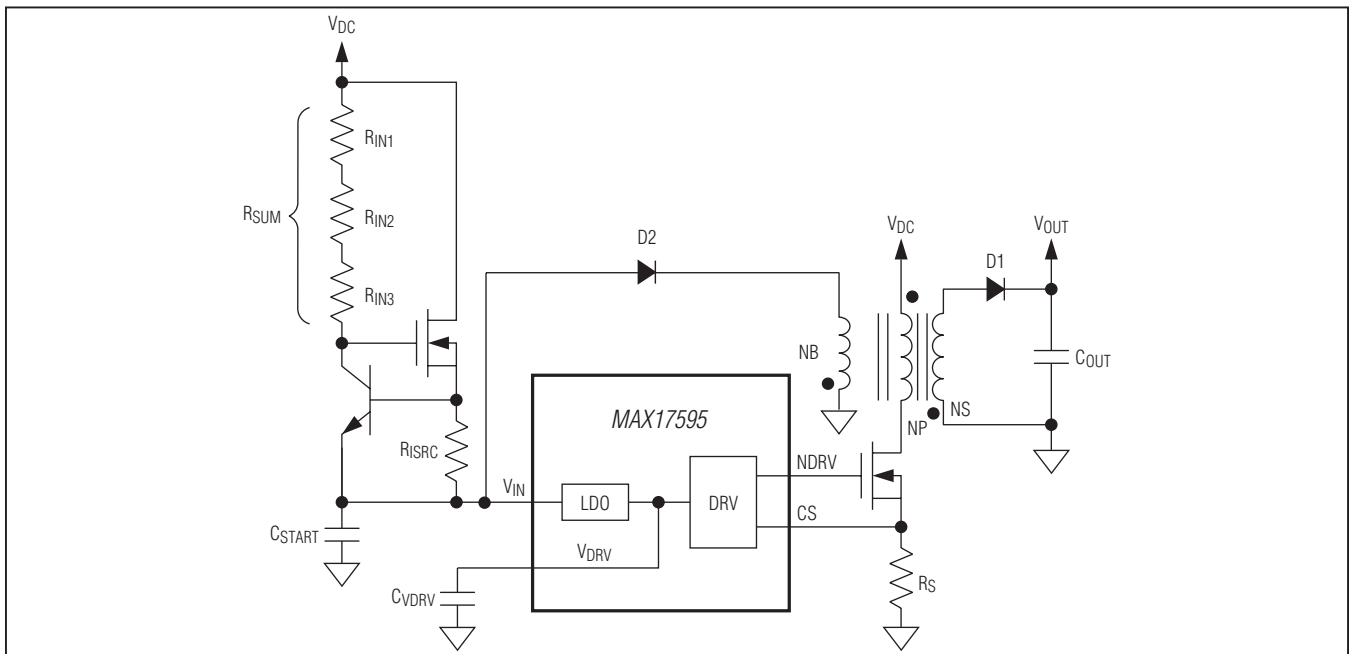 VDC
RIN1
RSUM
RIN2
RIN3
D2
VDC
VOUT
D1
NB
COUT
NP
NS
MAX17595
RISRC
NDRV
VIN
LDO
DRV
CS
CSTART
VDRV
RS
CVDRV